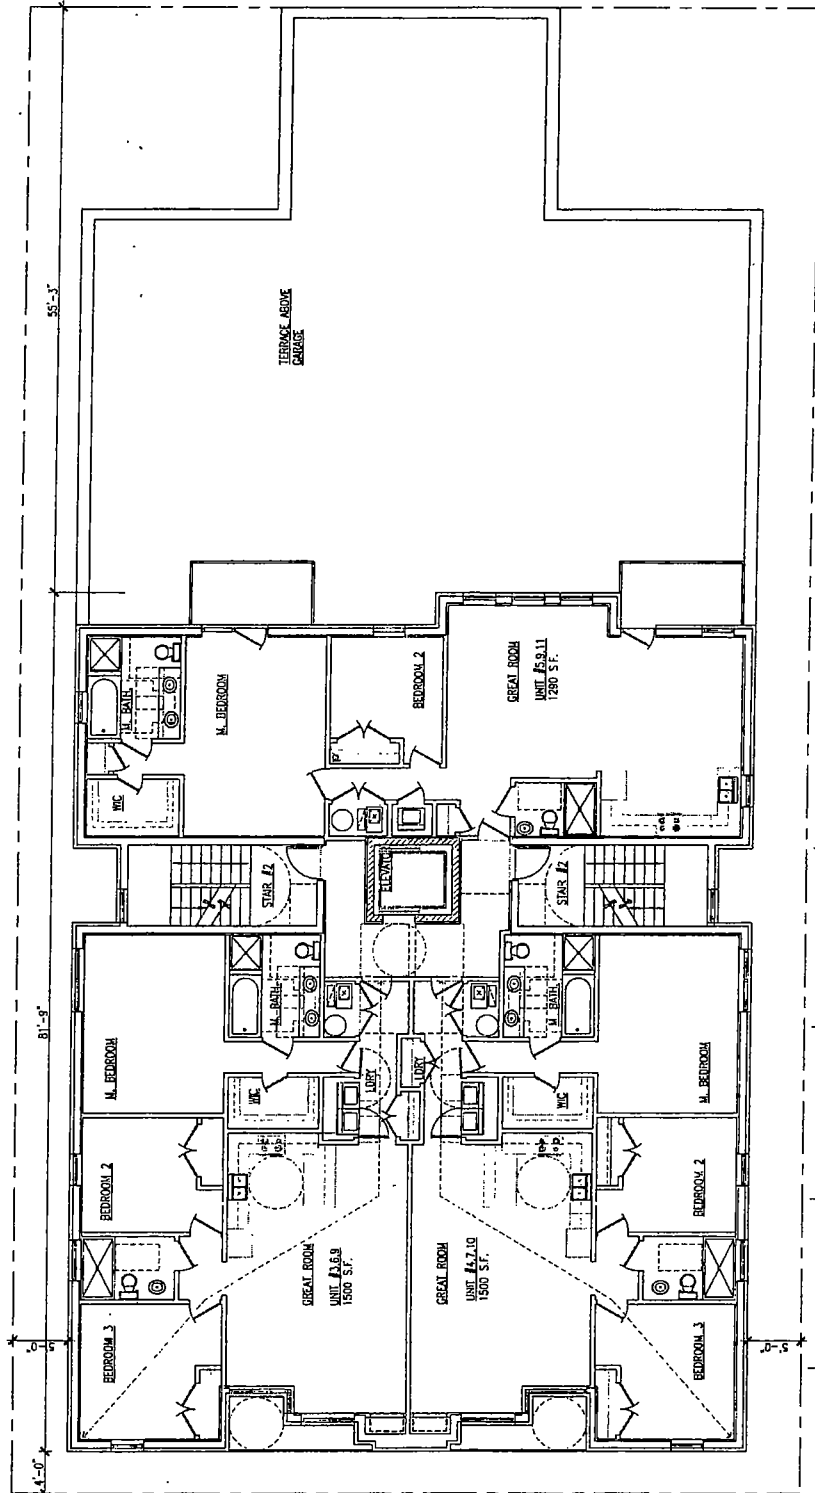 55'-3"
TERRACE ABOVE
GARAGE
M. BATH
M. BEDROOM
BEDROOM 2
GREAT ROOM
UNIT #5,9,11
1290 S.F.
WIC
STAIR #2
ELEVATOR
STAIR #2
81'-9"
M. BEDROOM
M. BATH
M. BATH
M. BEDROOM
WIC
LDRY
LDRY
WIC
BEDROOM 2
BEDROOM 2
GREAT ROOM
UNIT #3,6,9
1500 S.F.
GREAT ROOM
UNIT #4,7,10
1500 S.F.
5'-0"
BEDROOM 3
BEDROOM 3
5'-0"
4'-0"